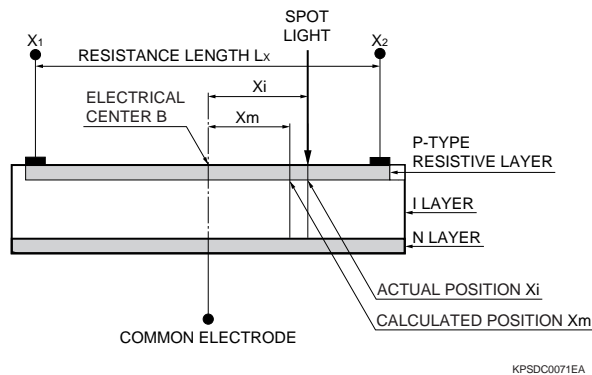 SPOT
LIGHT
X1
X2
RESISTANCE LENGTH LX
Xi
ELECTRICAL
CENTER B
Xm
P-TYPE
RESISTIVE LAYER
I LAYER
N LAYER
ACTUAL POSITION Xi
CALCULATED POSITION Xm
COMMON ELECTRODE
KPSDC0071EA